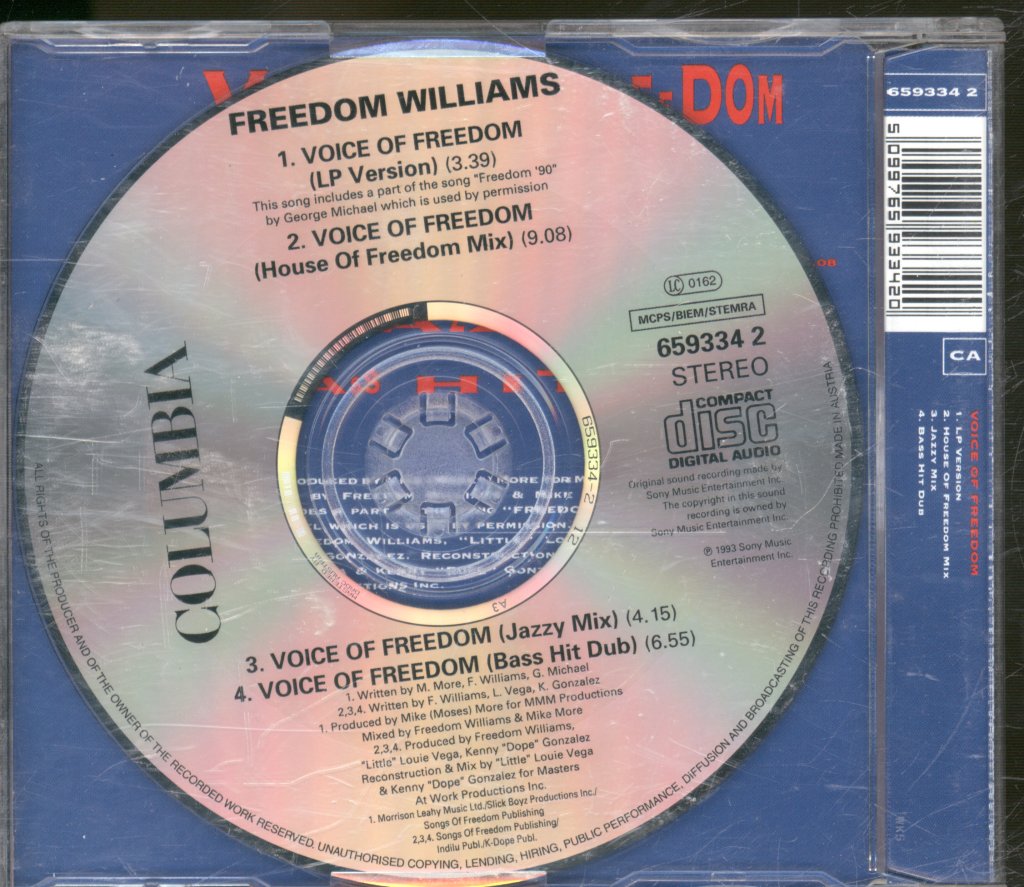 E-DOM
FREEDOM WILLIAMS
1. VOICE OF FREEDOM
(LP Version) (3.39)
This song includes a part of the song "Freedom '90"
by George Michael which is used by permission
2. VOICE OF FREEDOM
(House Of Freedom Mix) (9.08)
.08
LC 0162
MCPS/BIEM/STEMRA
659334 2
STEREO
COMPACT
disc
DIGITAL AUDIO
Original sound recording made by
Sony Music Entertainment Inc.
The copyright in this sound
recording is owned by
Sony Music Entertainment Inc.
℗ 1993 Sony Music
Entertainment Inc.
COLUMBIA
659334 2 12
A3
3. VOICE OF FREEDOM (Jazzy Mix) (4.15)
4. VOICE OF FREEDOM (Bass Hit Dub) (6.55)
1. Written by M. More, F. Williams, G. Michael
2,3,4. Written by F. Williams, L. Vega, K. Gonzalez
1. Produced by Mike (Moses) More for MMM Productions
Mixed by Freedom Williams & Mike More
2,3,4. Produced by Freedom Williams,
"Little" Louie Vega, Kenny "Dope" Gonzalez
Reconstruction & Mix by "Little" Louie Vega
& Kenny "Dope" Gonzalez for Masters
At Work Productions Inc.
1. Morrison Leahy Music Ltd./Slick Boyz Productions Inc./
Songs Of Freedom Publishing
2,3,4. Songs Of Freedom Publishing/
Indilu Publ./K-Dope Publ.
ALL RIGHTS OF THE PRODUCER AND OF THE OWNER OF THE RECORDED WORK RESERVED. UNAUTHORISED COPYING, LENDING, HIRING, PUBLIC PERFORMANCE, DIFFUSION AND BROADCASTING OF THIS RECORDING PROHIBITED MADE IN AUSTRIA
659334 2
5 099765 933420
CA
VOICE OF FREEDOM
1. LP VERSION
2. HOUSE OF FREEDOM MIX
3. JAZZY MIX
4. BASS HIT DUB